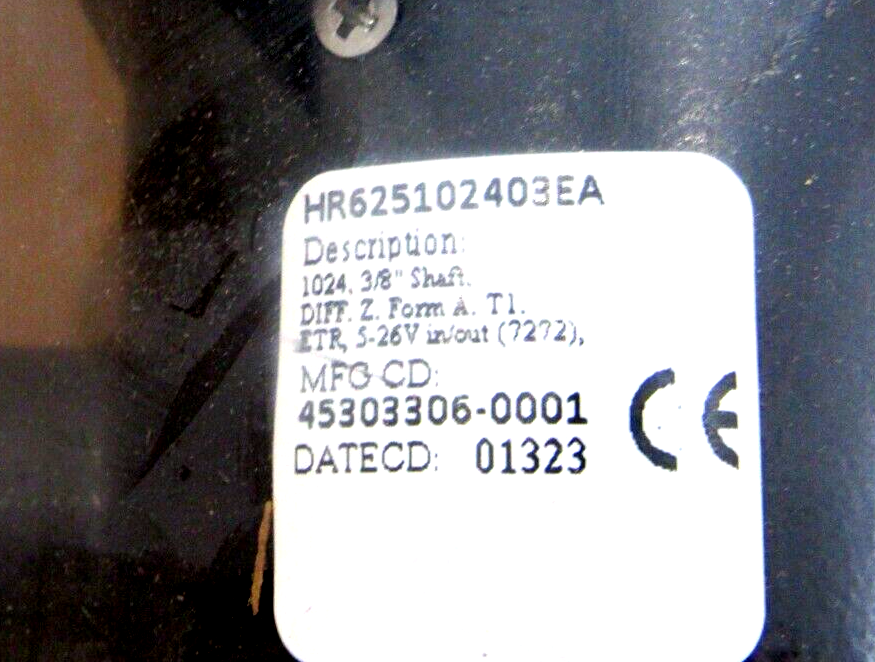 HR625102403EA
Description:
1024, 3/8" Shaft.
DIFF. Z. Form A. T1.
ETR, 5-26V in/out (7272),
MFG CD:
45303306-0001
DATECD: 01323
CE